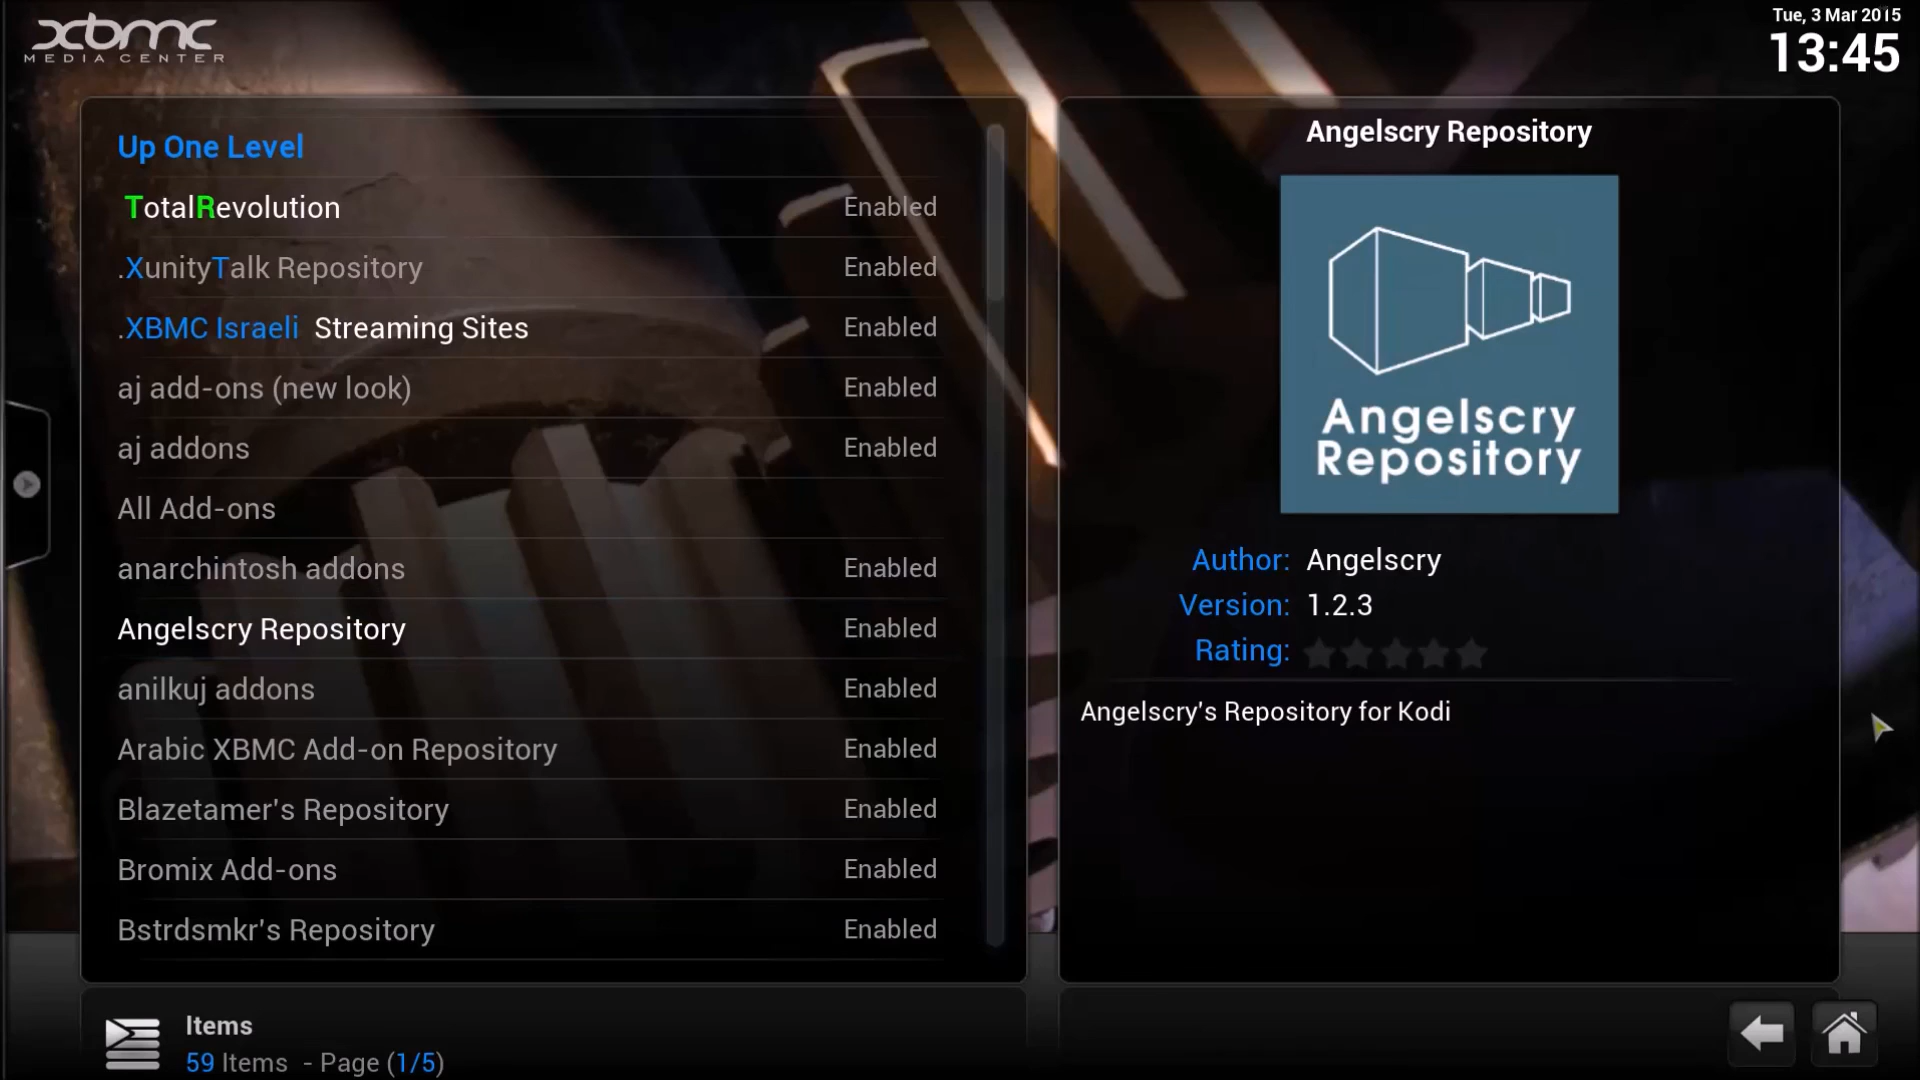 xbmc
MEDIA CENTER
Tue, 3 Mar 2015
13:45
Up One Level
TotalRevolution Enabled
.XunityTalk Repository Enabled
.XBMC Israeli Streaming Sites Enabled
aj add-ons (new look) Enabled
aj addons Enabled
All Add-ons
anarchintosh addons Enabled
Angelscry Repository Enabled
anilkuj addons Enabled
Arabic XBMC Add-on Repository Enabled
Blazetamer's Repository Enabled
Bromix Add-ons Enabled
Bstrdsmkr's Repository Enabled
Items
59 Items - Page (1/5)
Angelscry Repository
Angelscry
Repository
Author: Angelscry
Version: 1.2.3
Rating:
Angelscry's Repository for Kodi